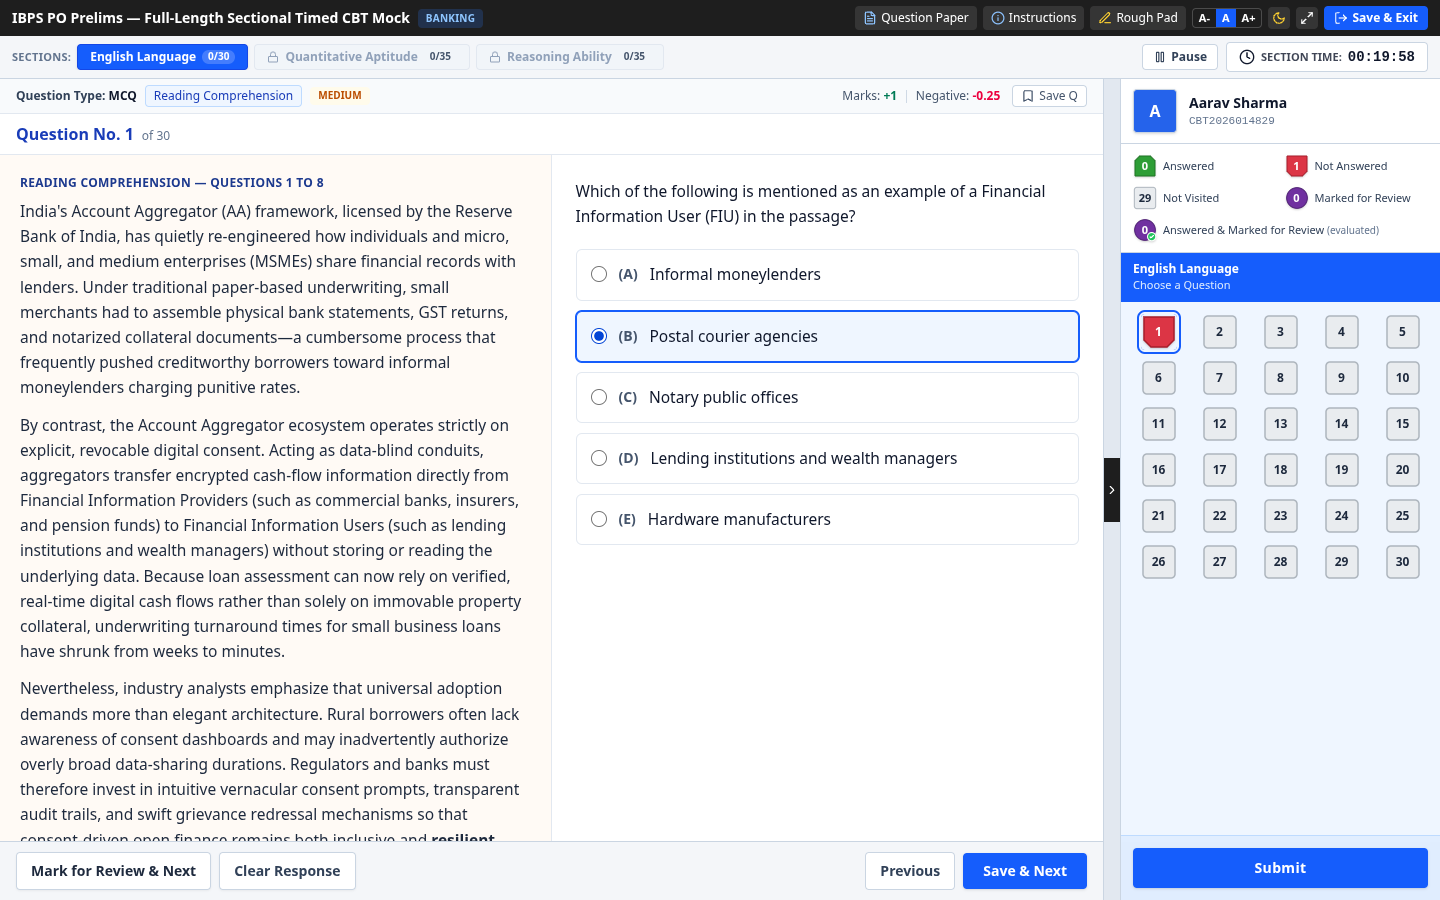 IBPS PO Prelims — Full-Length Sectional Timed CBT Mock BANKING Question Paper Instructions Rough Pad A- A A+ Save & Exit
SECTIONS: English Language 0/30 Quantitative Aptitude 0/35 Reasoning Ability 0/35 Pause SECTION TIME: 00:19:58
Question Type: MCQ Reading Comprehension MEDIUM Marks: +1 Negative: -0.25 Save Q
Question No. 1 of 30
READING COMPREHENSION — QUESTIONS 1 TO 8
India's Account Aggregator (AA) framework, licensed by the Reserve
Bank of India, has quietly re-engineered how individuals and micro,
small, and medium enterprises (MSMEs) share financial records with
lenders. Under traditional paper-based underwriting, small
merchants had to assemble physical bank statements, GST returns,
and notarized collateral documents—a cumbersome process that
frequently pushed creditworthy borrowers toward informal
moneylenders charging punitive rates.
By contrast, the Account Aggregator ecosystem operates strictly on
explicit, revocable digital consent. Acting as data-blind conduits,
aggregators transfer encrypted cash-flow information directly from
Financial Information Providers (such as commercial banks, insurers,
and pension funds) to Financial Information Users (such as lending
institutions and wealth managers) without storing or reading the
underlying data. Because loan assessment can now rely on verified,
real-time digital cash flows rather than solely on immovable property
collateral, underwriting turnaround times for small business loans
have shrunk from weeks to minutes.
Nevertheless, industry analysts emphasize that universal adoption
demands more than elegant architecture. Rural borrowers often lack
awareness of consent dashboards and may inadvertently authorize
overly broad data-sharing durations. Regulators and banks must
therefore invest in intuitive vernacular consent prompts, transparent
audit trails, and swift grievance redressal mechanisms so that
consent-driven open finance remains both inclusive and resilient
Which of the following is mentioned as an example of a Financial
Information User (FIU) in the passage?
(A) Informal moneylenders
(B) Postal courier agencies
(C) Notary public offices
(D) Lending institutions and wealth managers
(E) Hardware manufacturers
Mark for Review & Next Clear Response Previous Save & Next
A Aarav Sharma
CBT2026014829
0 Answered 1 Not Answered
29 Not Visited 0 Marked for Review
0 Answered & Marked for Review (evaluated)
English Language
Choose a Question
1 2 3 4 5
6 7 8 9 10
11 12 13 14 15
16 17 18 19 20
21 22 23 24 25
26 27 28 29 30
Submit